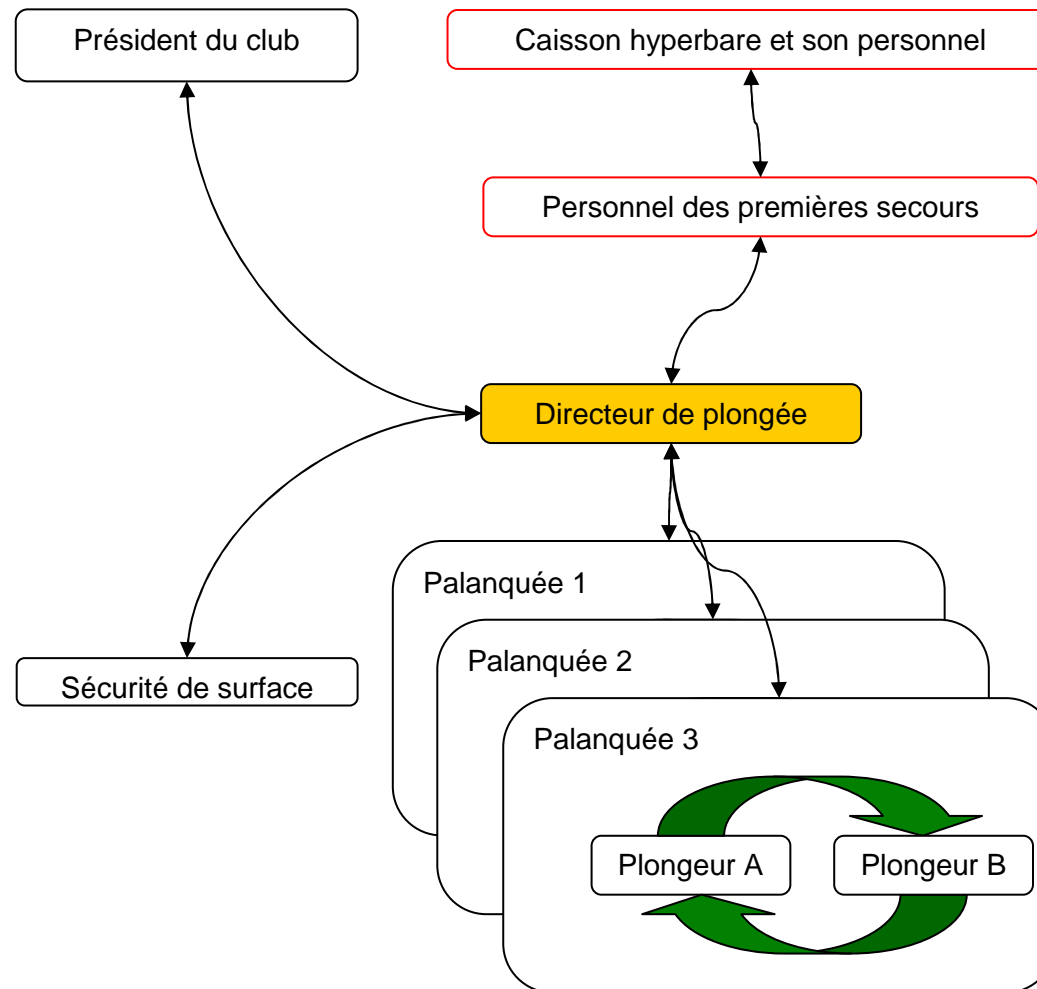 Président du club
Caisson hyperbare et son personnel
Personnel des premières secours
Directeur de plongée
Palanquée 1
Palanquée 2
Sécurité de surface
Palanquée 3
Plongeur A
Plongeur B